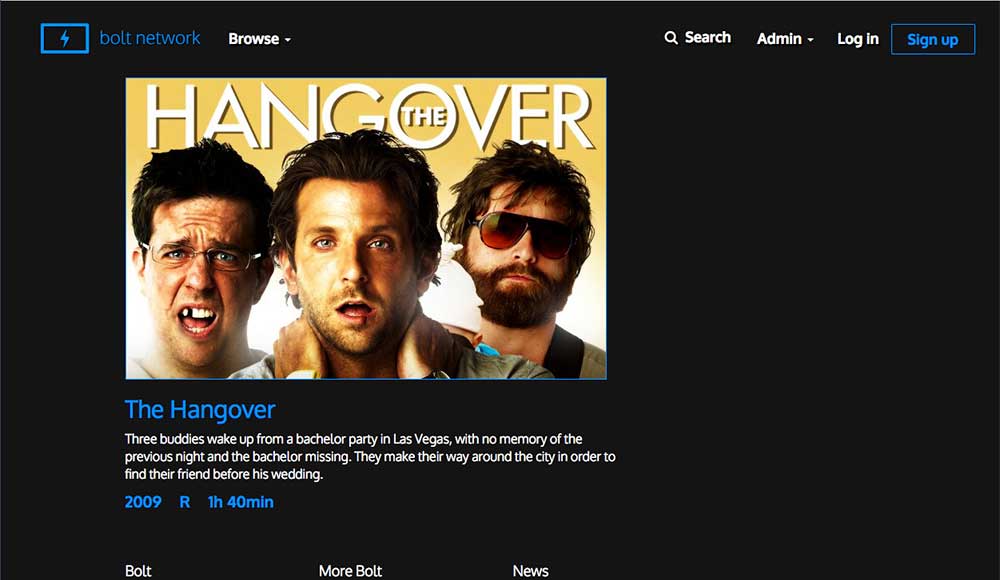 bolt network Browse Search Admin Log in Sign up
THE HANGOVER
The Hangover
Three buddies wake up from a bachelor party in Las Vegas, with no memory of the
previous night and the bachelor missing. They make their way around the city in order to
find their friend before his wedding.
2009 R 1h 40min
Bolt More Bolt News